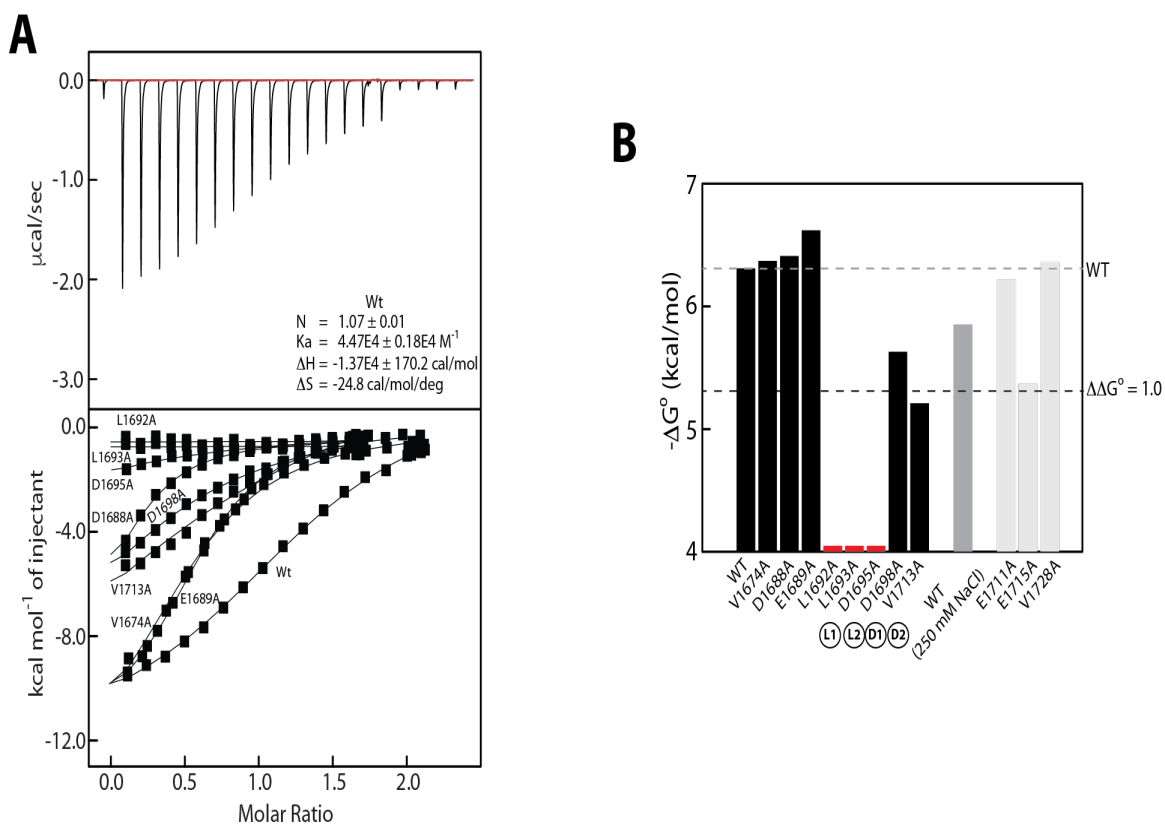 A
0.0
-1.0
-2.0
-3.0
μcal/sec
Wt
N = 1.07 ± 0.01
Ka = 4.47E4 ± 0.18E4 M⁻¹
ΔH = -1.37E4 ± 170.2 cal/mol
ΔS = -24.8 cal/mol/deg
0.0
-4.0
-8.0
-12.0
kcal mol⁻¹ of injectant
L1692A
L1693A
D1695A
D1698A
D1688A
V1713A
E1689A
V1674A
Wt
0.0 0.5 1.0 1.5 2.0
Molar Ratio
B
7
6
5
4
-ΔG° (kcal/mol)
WT
ΔΔG° = 1.0
WT
V1674A
D1688A
E1689A
L1692A
L1693A
D1695A
D1698A
V1713A
WT
(250 mM NaCl)
E1711A
E1715A
V1728A
L1 L2 D1 D2